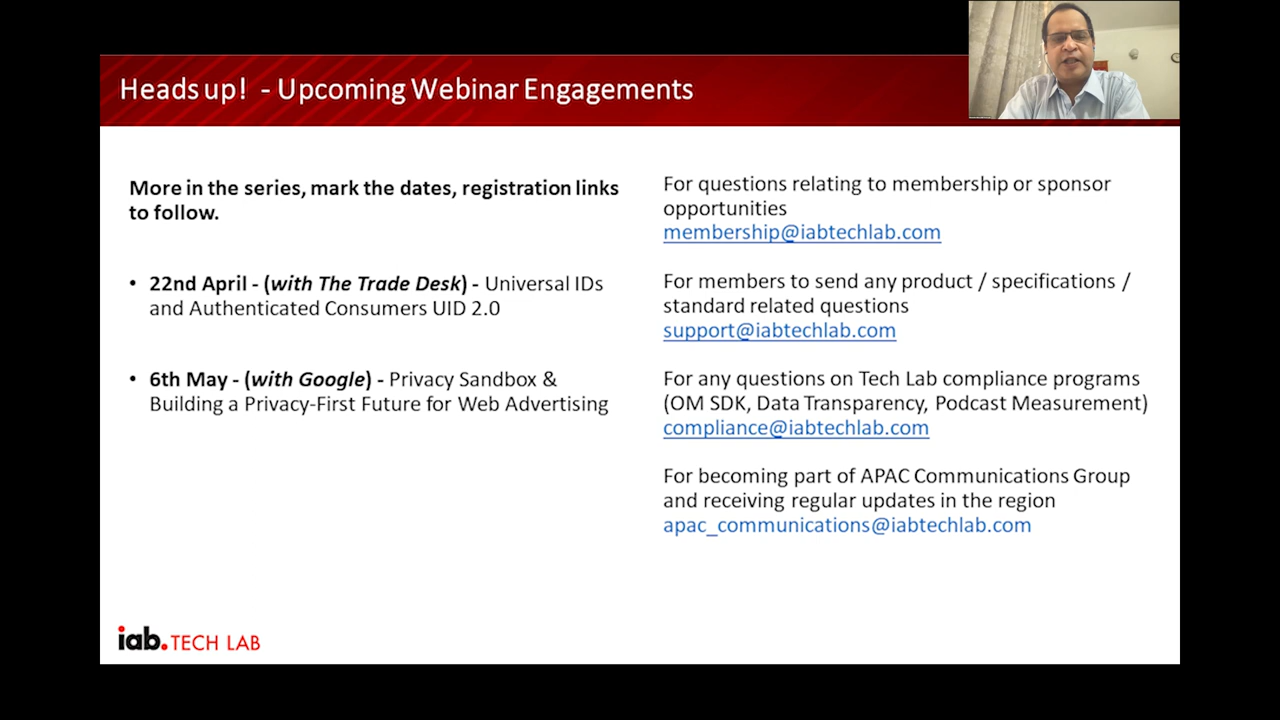 Heads up! - Upcoming Webinar Engagements
More in the series, mark the dates, registration links
to follow.
• 22nd April - (with The Trade Desk) - Universal IDs
and Authenticated Consumers UID 2.0
• 6th May - (with Google) - Privacy Sandbox &
Building a Privacy-First Future for Web Advertising
For questions relating to membership or sponsor
opportunities
membership@iabtechlab.com
For members to send any product / specifications /
standard related questions
support@iabtechlab.com
For any questions on Tech Lab compliance programs
(OM SDK, Data Transparency, Podcast Measurement)
compliance@iabtechlab.com
For becoming part of APAC Communications Group
and receiving regular updates in the region
apac_communications@iabtechlab.com
iab.TECH LAB